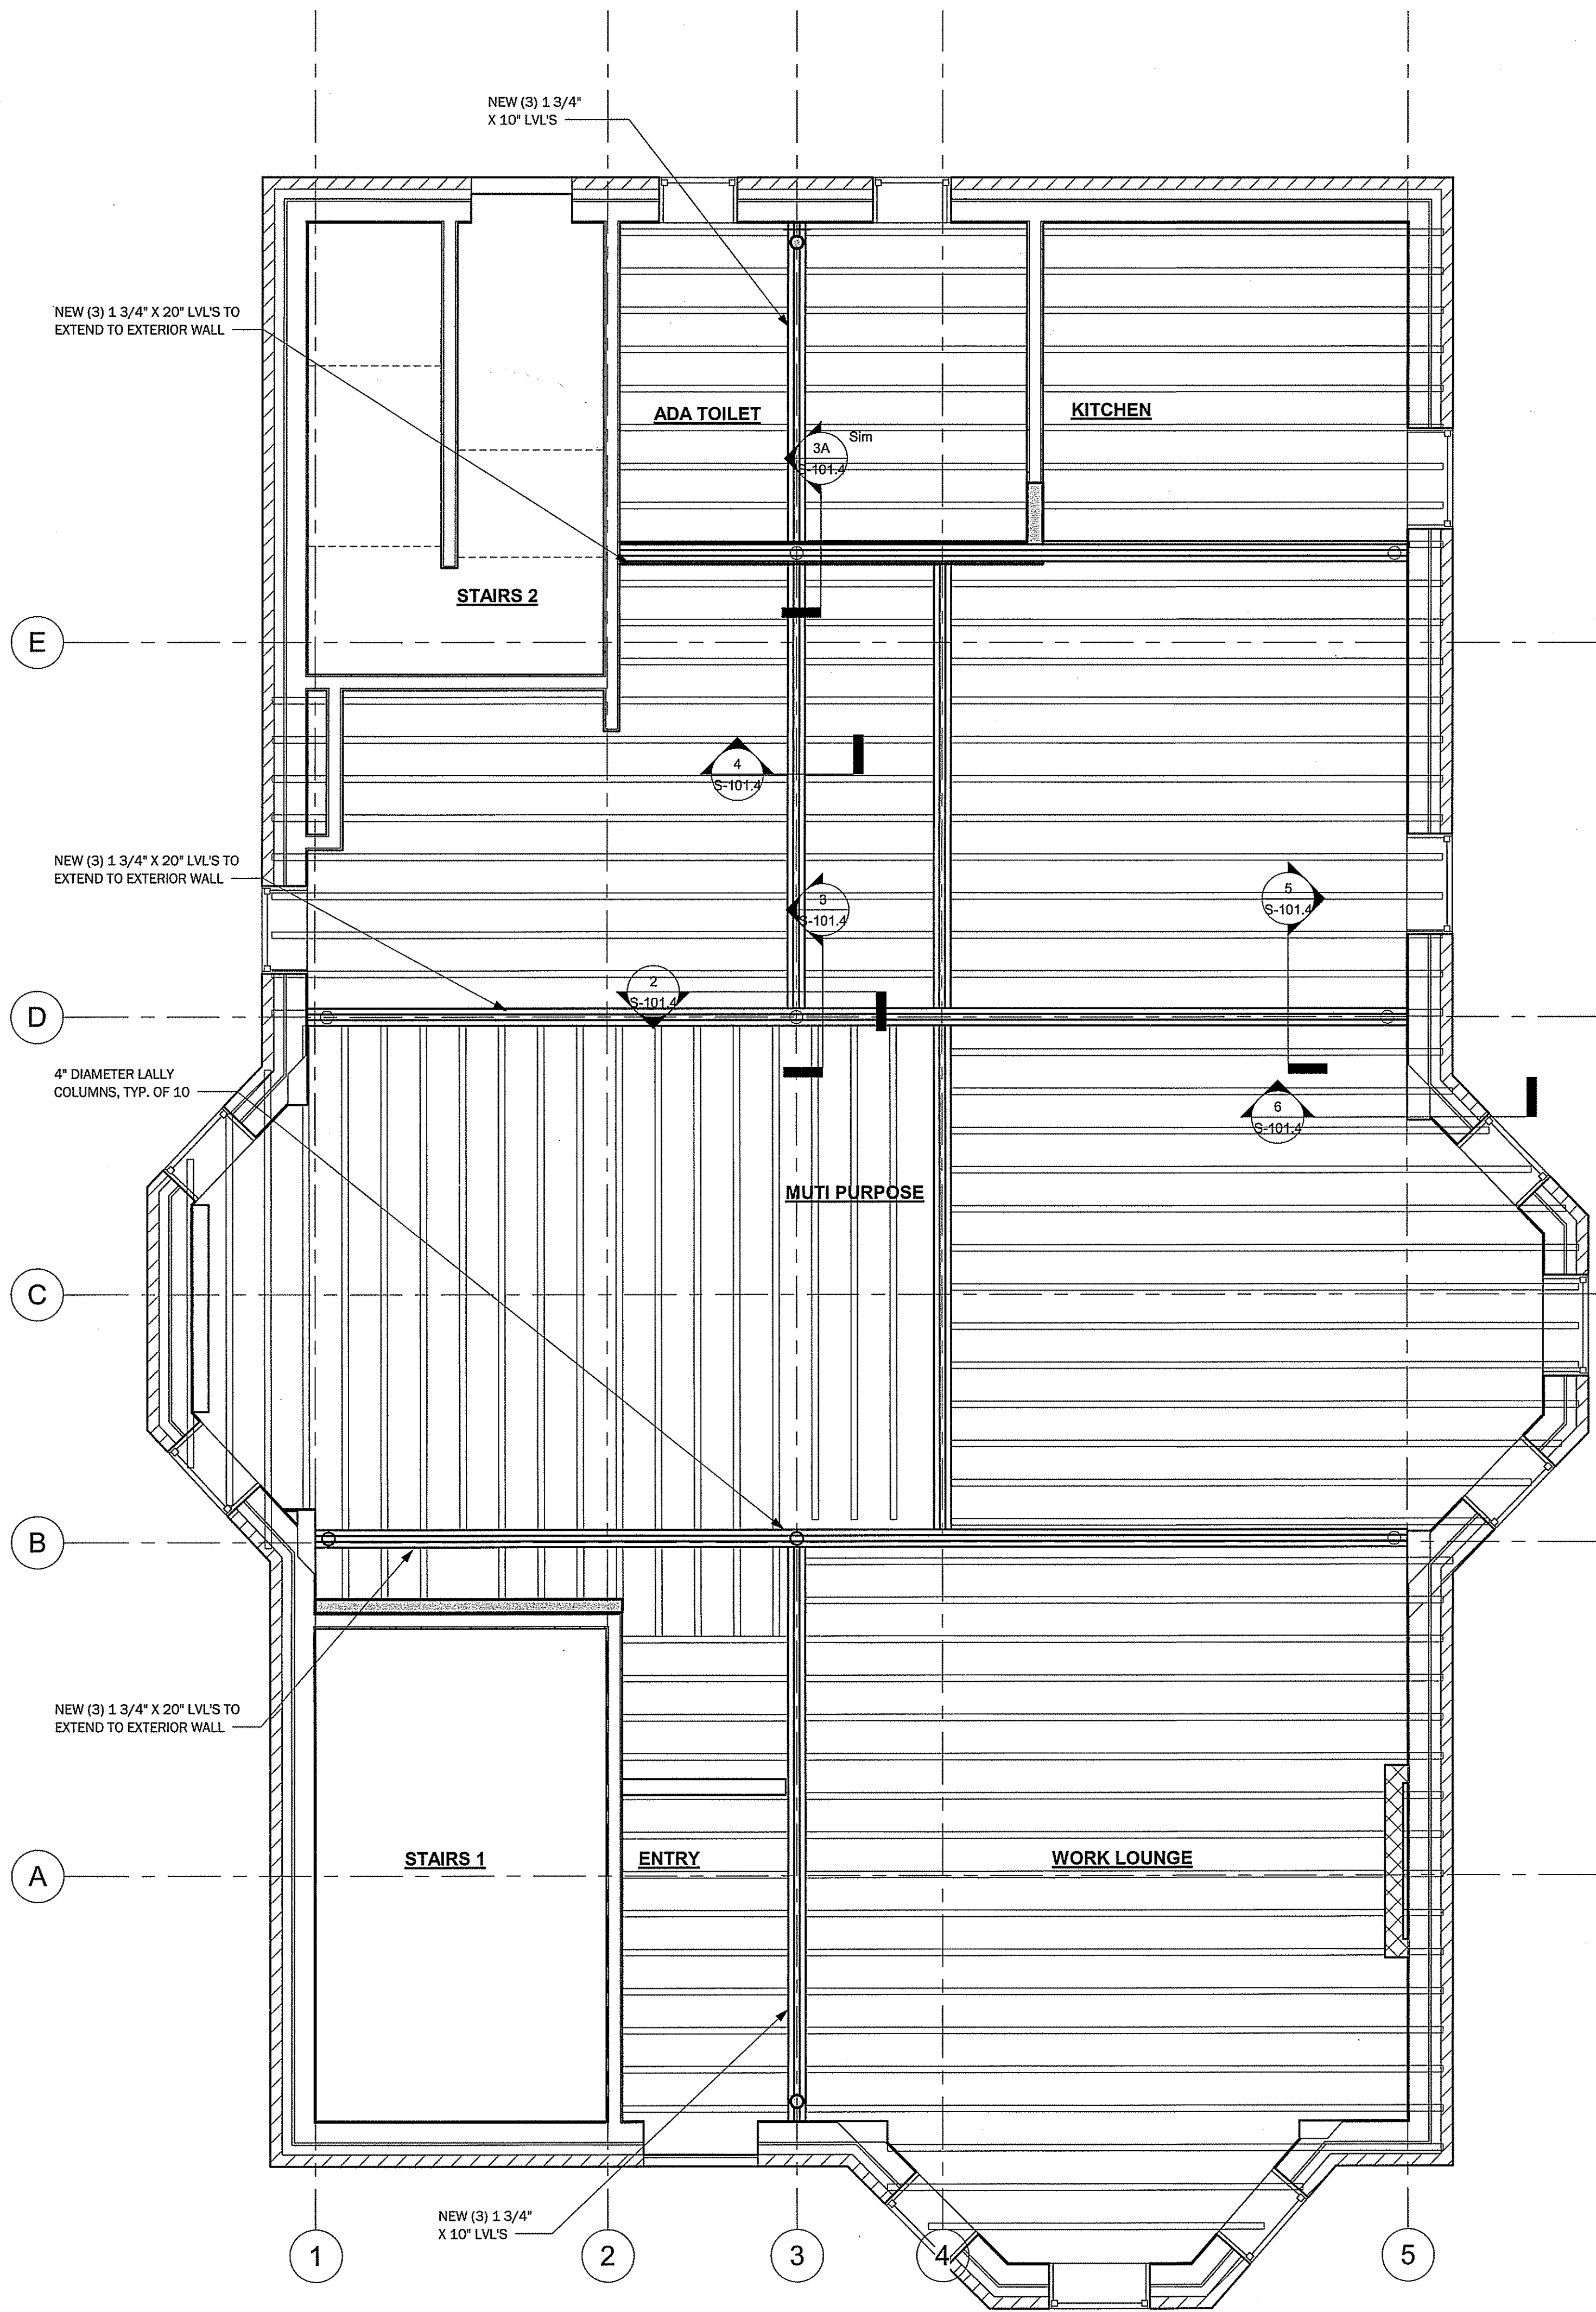 NEW (3) 1 3/4"
X 10" LVL'S
NEW (3) 1 3/4" X 20" LVL'S TO
EXTEND TO EXTERIOR WALL
ADA TOILET
KITCHEN
3A
Sim
S-101.4
STAIRS 2
E
4
S-101.4
NEW (3) 1 3/4" X 20" LVL'S TO
EXTEND TO EXTERIOR WALL
3
S-101.4
5
S-101.4
2
S-101.4
D
4" DIAMETER LALLY
COLUMNS, TYP. OF 10
6
S-101.4
MUTI PURPOSE
C
B
NEW (3) 1 3/4" X 20" LVL'S TO
EXTEND TO EXTERIOR WALL
STAIRS 1
ENTRY
WORK LOUNGE
A
NEW (3) 1 3/4"
X 10" LVL'S
1
2
3
4
5